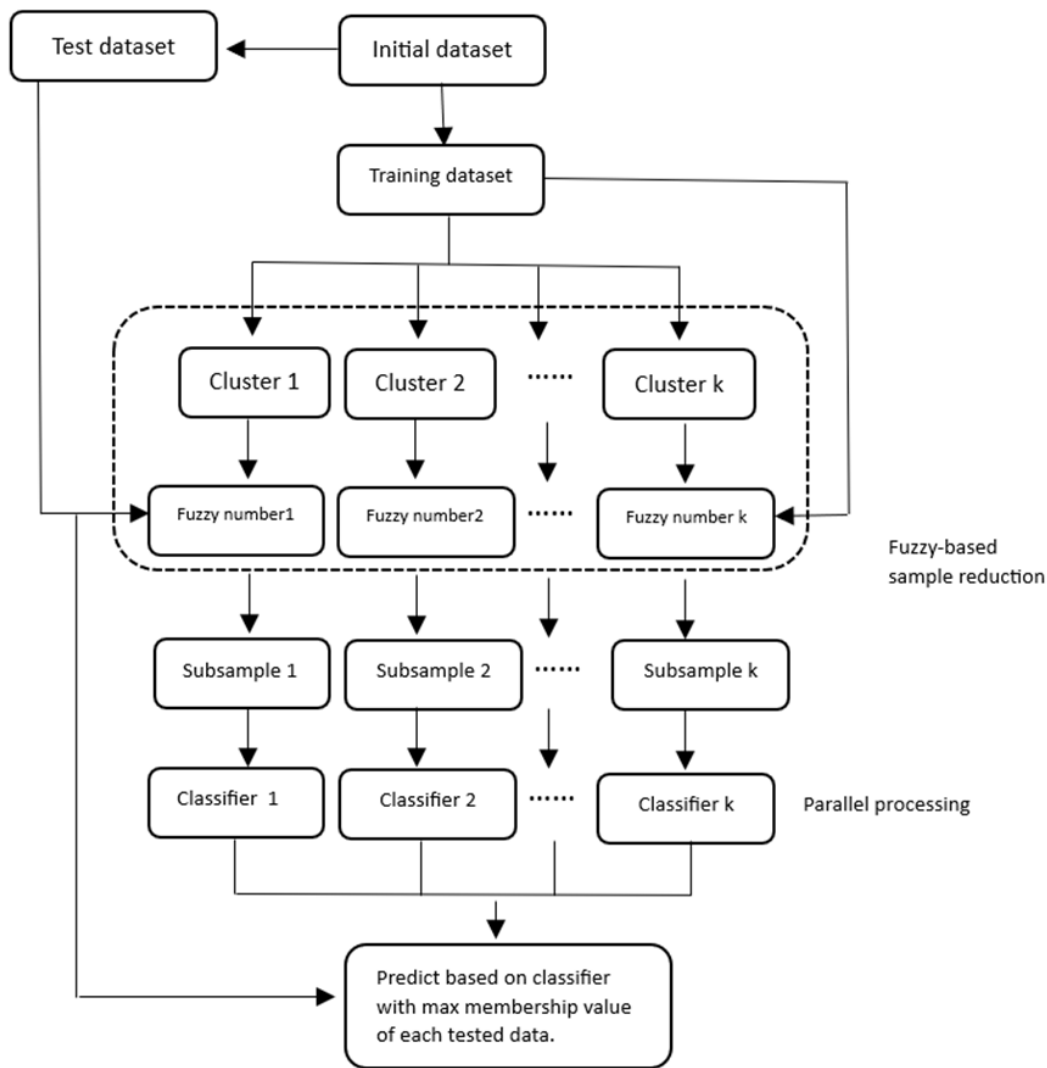 Test dataset
Initial dataset
Training dataset
Cluster 1
Cluster 2
......
Cluster k
Fuzzy number1
Fuzzy number2
......
Fuzzy number k
Fuzzy-based
sample reduction
Subsample 1
Subsample 2
......
Subsample k
Classifier 1
Classifier 2
......
Classifier k
Parallel processing
Predict based on classifier
with max membership value
of each tested data.